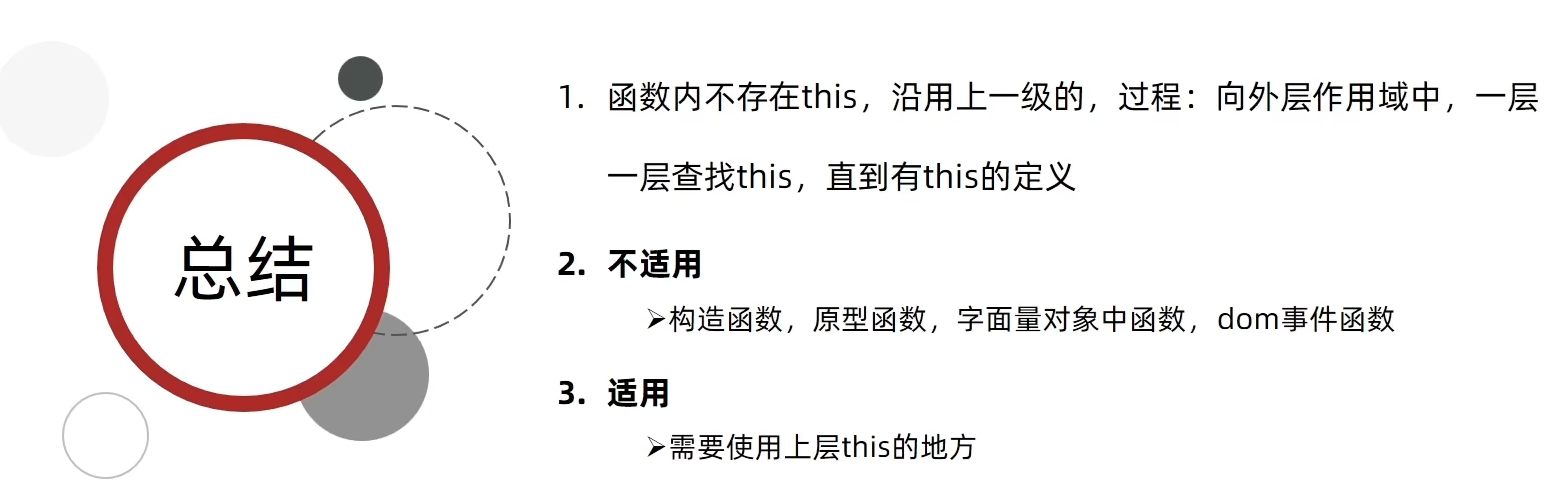 总结
1. 函数内不存在this，沿用上一级的，过程：向外层作用域中，一层
一层查找this，直到有this的定义
2. 不适用
➢构造函数，原型函数，字面量对象中函数，dom事件函数
3. 适用
➢需要使用上层this的地方